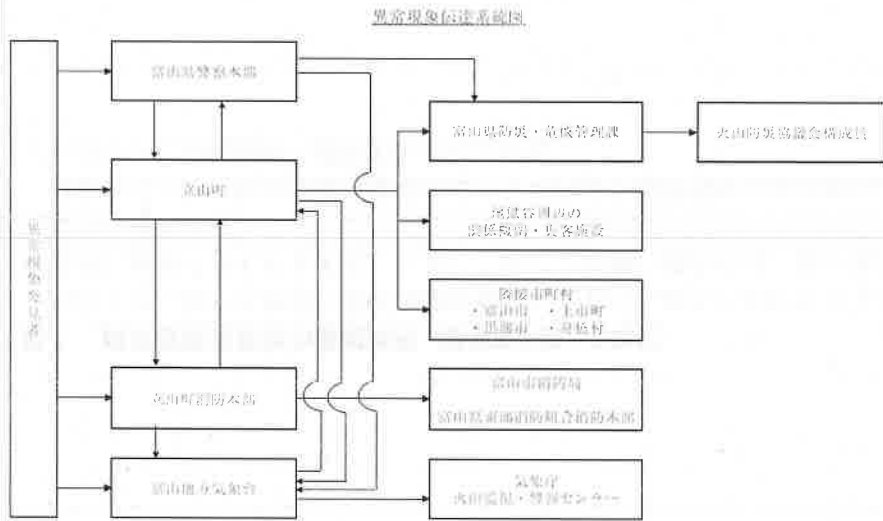 異常現象伝達系統図
異常現象発見者
富山県警察本部
立山町
立山町消防本部
富山地方気象台
富山県防災・危機管理課
火山防災協議会構成員
地獄谷周辺の
関係機関・集客施設
隣接市町村
・富山市 ・上市町
・黒部市 ・舟橋村
富山市消防局
富山県東部消防組合消防本部
気象庁
火山監視・警報センター